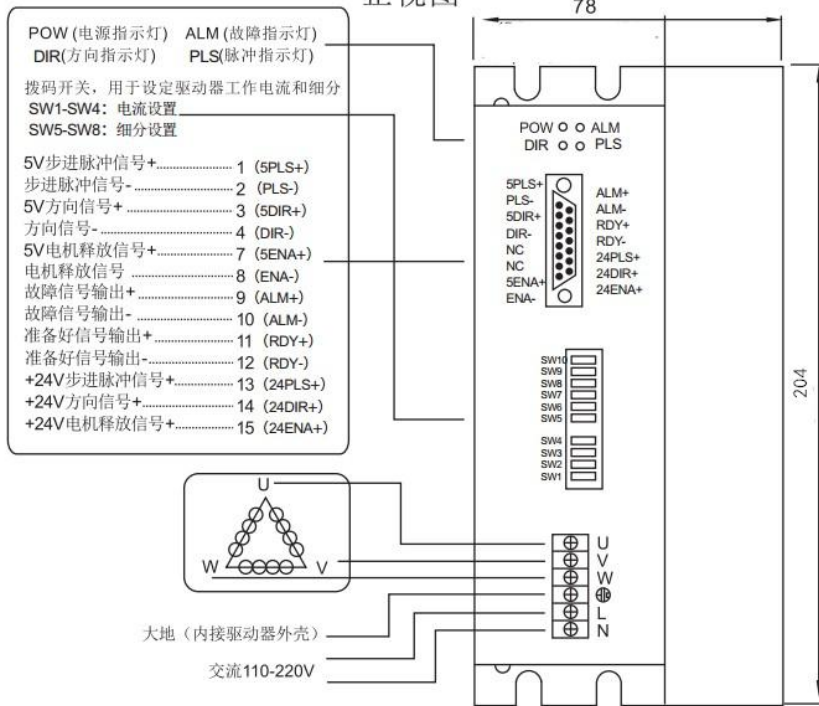 正视图
78
POW (电源指示灯) ALM (故障指示灯)
DIR(方向指示灯) PLS(脉冲指示灯)
拨码开关，用于设定驱动器工作电流和细分
SW1-SW4：电流设置
SW5-SW8：细分设置
5V步进脉冲信号+ 1 (5PLS+)
步进脉冲信号- 2 (PLS-)
5V方向信号+ 3 (5DIR+)
方向信号- 4 (DIR-)
5V电机释放信号+ 7 (5ENA+)
电机释放信号 8 (ENA-)
故障信号输出+ 9 (ALM+)
故障信号输出- 10 (ALM-)
准备好信号输出+ 11 (RDY+)
准备好信号输出- 12 (RDY-)
+24V步进脉冲信号+ 13 (24PLS+)
+24V方向信号+ 14 (24DIR+)
+24V电机释放信号+ 15 (24ENA+)
POW ALM
DIR PLS
5PLS+
PLS-
5DIR+
DIR-
NC
NC
5ENA+
ENA-
ALM+
ALM-
RDY+
RDY-
24PLS+
24DIR+
24ENA+
SW10
SW9
SW8
SW7
SW6
SW5
SW4
SW3
SW2
SW1
204
U
W V
U
V
W
L
N
大地（内接驱动器外壳）
交流110-220V